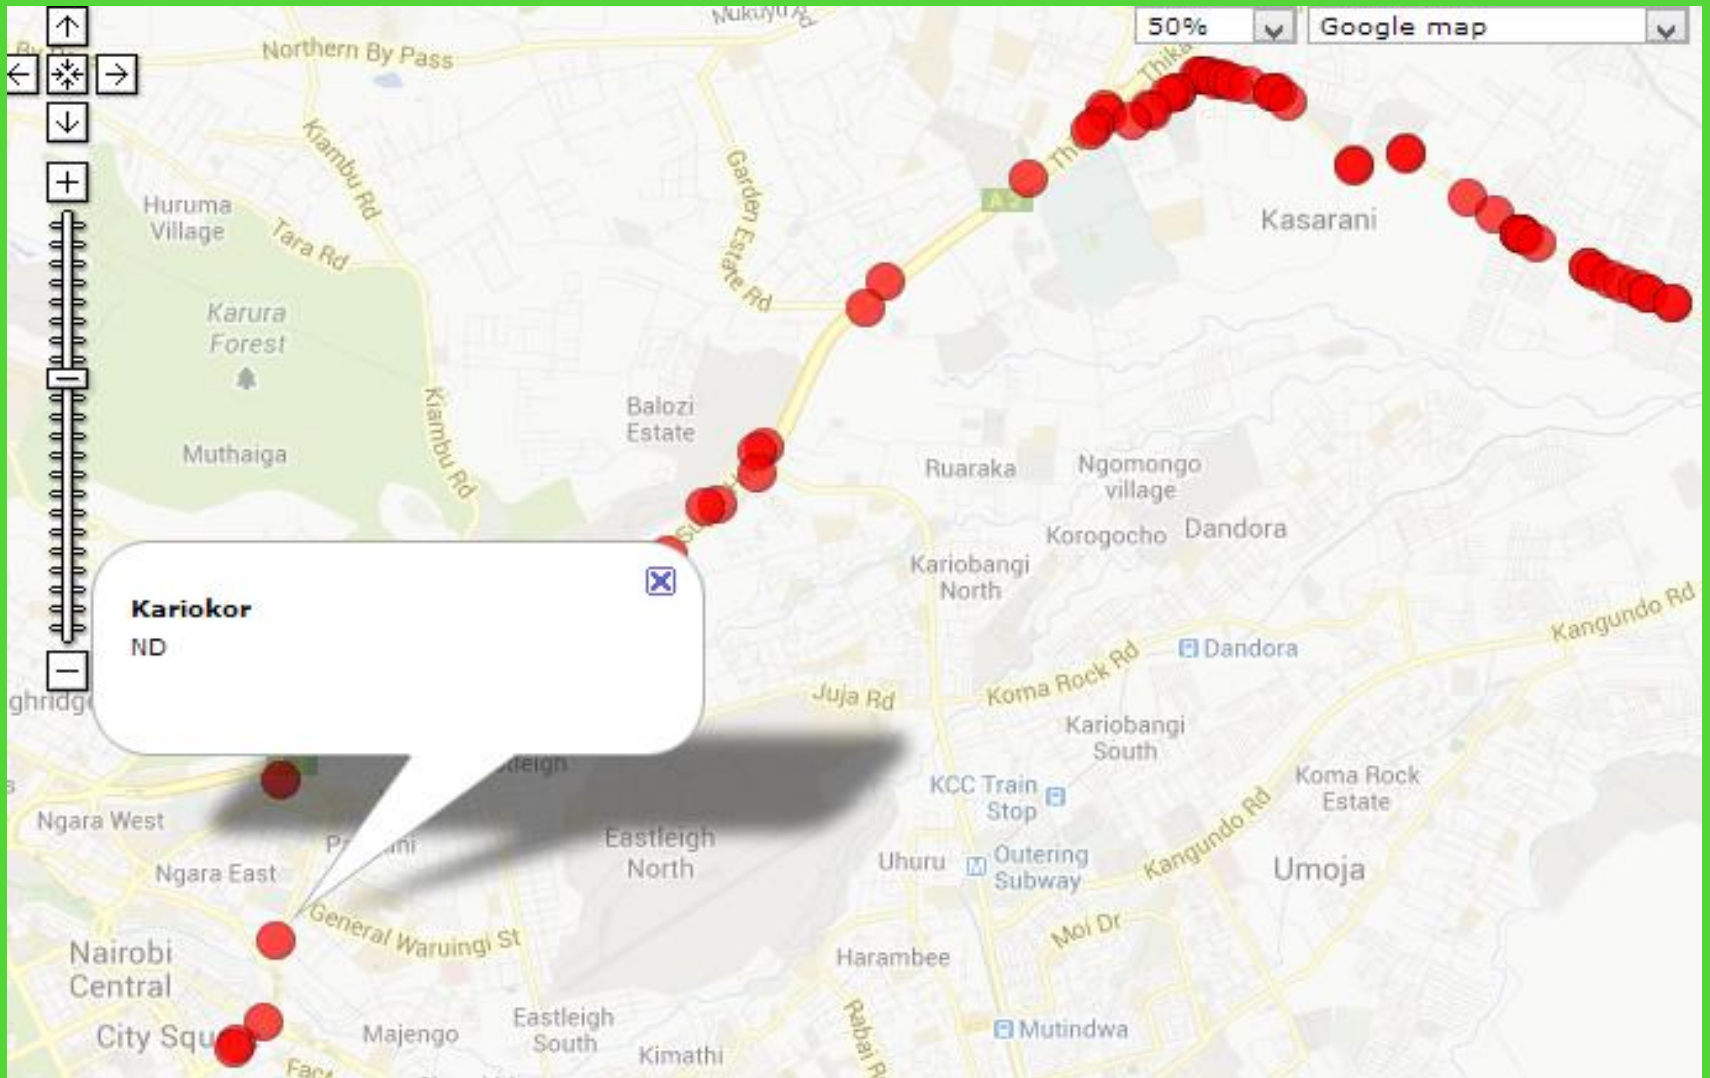 50%
Google map
Northern By Pass
Thika
Kiambu Rd
Garden Estate Rd
Huruma
Village
Tara Rd
Kasarani
Karura
Forest
Kiambu Rd
Balozi
Estate
Muthaiga
Ruaraka
Ngomongo
village
Korogocho
Dandora
Kariobangi
North
Kariokor
ND
Kangundo Rd
Dandora
Koma Rock Rd
Juja Rd
Kariobangi
South
KCC Train
Stop
Koma Rock
Estate
Ngara West
Kangundo Rd
Eastleigh
North
Uhuru
Outering
Subway
Umoja
Ngara East
General Waruingi St
Moi Dr
Nairobi
Central
Harambee
City Squ
Majengo
Eastleigh
South
Kimathi
Rabai R
Mutindwa